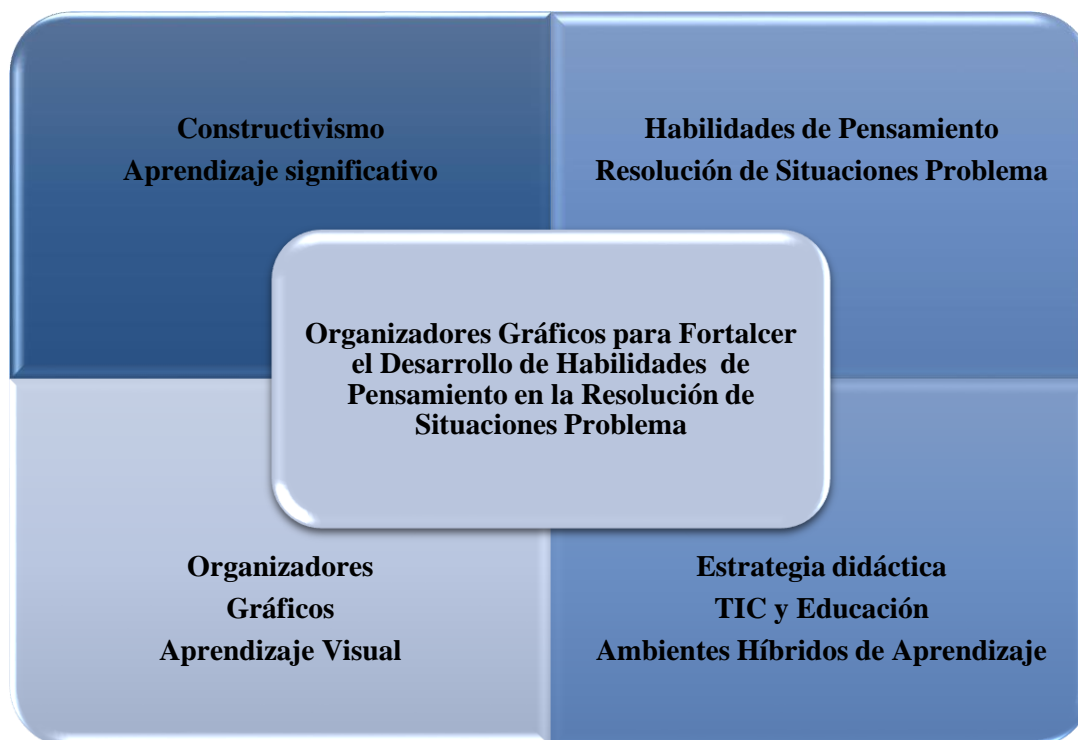 Constructivismo
Aprendizaje significativo
Habilidades de Pensamiento
Resolución de Situaciones Problema
Organizadores Gráficos para Fortalcer
el Desarrollo de Habilidades de
Pensamiento en la Resolución de
Situaciones Problema
Organizadores
Gráficos
Aprendizaje Visual
Estrategia didáctica
TIC y Educación
Ambientes Híbridos de Aprendizaje